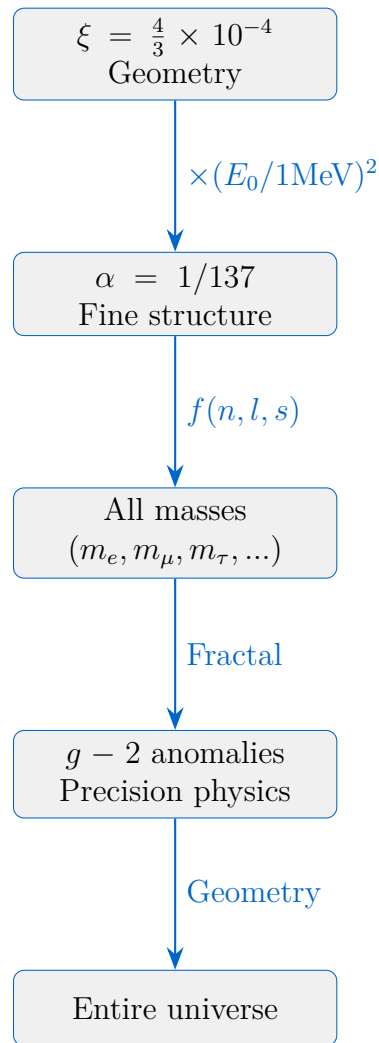 ξ = 4/3 × 10⁻⁴
Geometry
×(E₀/1MeV)²
α = 1/137
Fine structure
f(n, l, s)
All masses
(mₑ, m_μ, m_τ, ...)
Fractal
g − 2 anomalies
Precision physics
Geometry
Entire universe